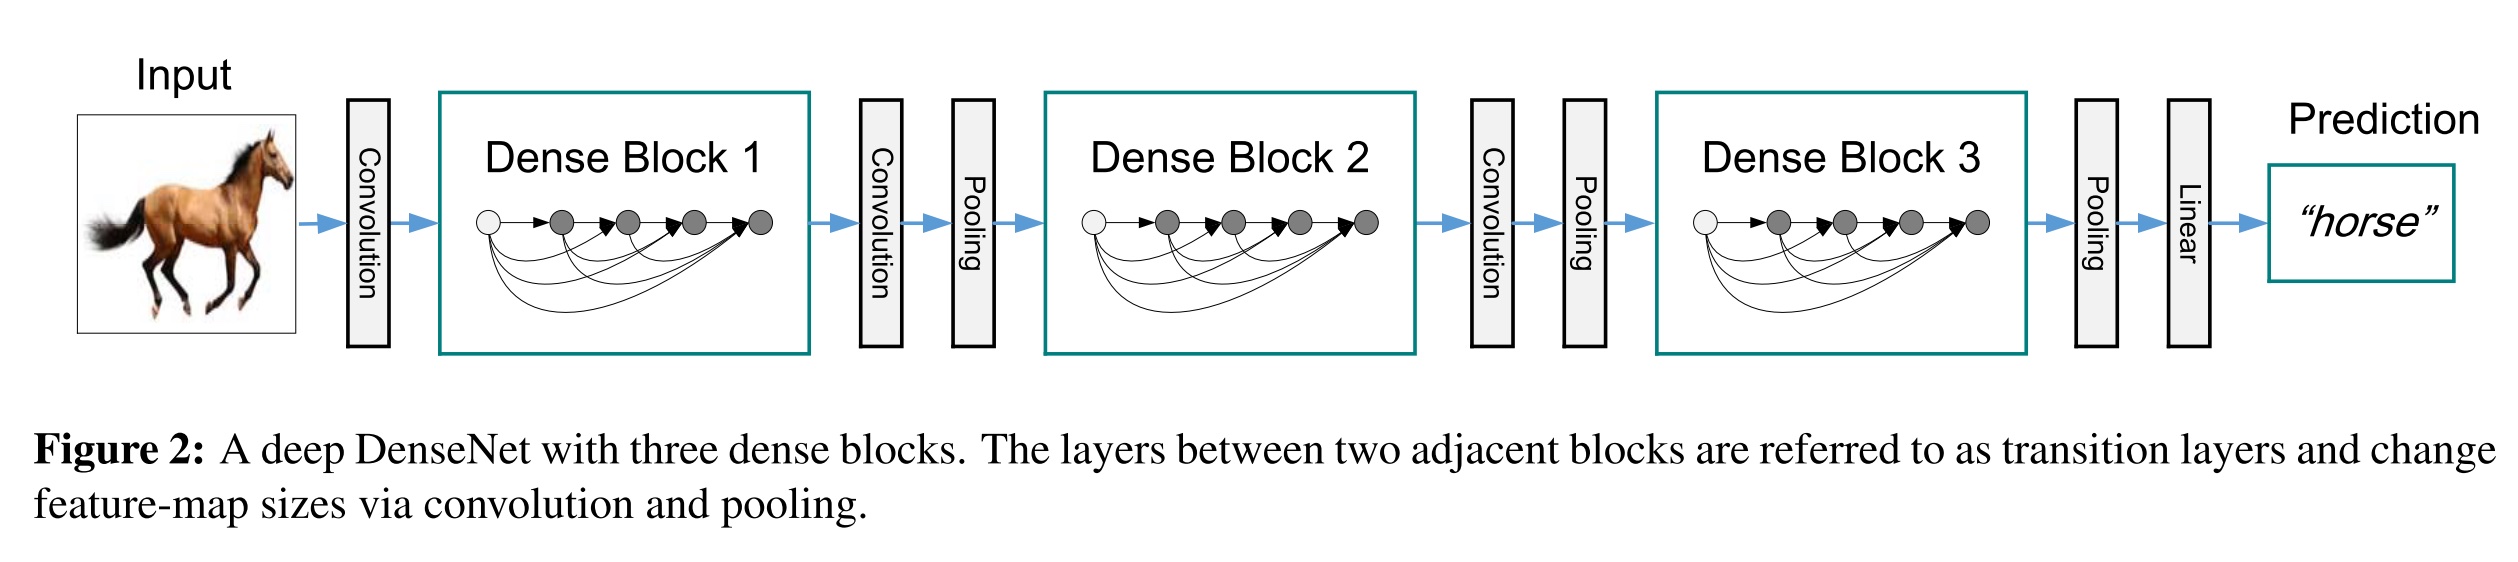 Input
Convolution
Dense Block 1
Convolution
Pooling
Dense Block 2
Convolution
Pooling
Dense Block 3
Pooling
Linear
Prediction
“horse”
Figure 2: A deep DenseNet with three dense blocks. The layers between two adjacent blocks are referred to as transition layers and change
feature-map sizes via convolution and pooling.